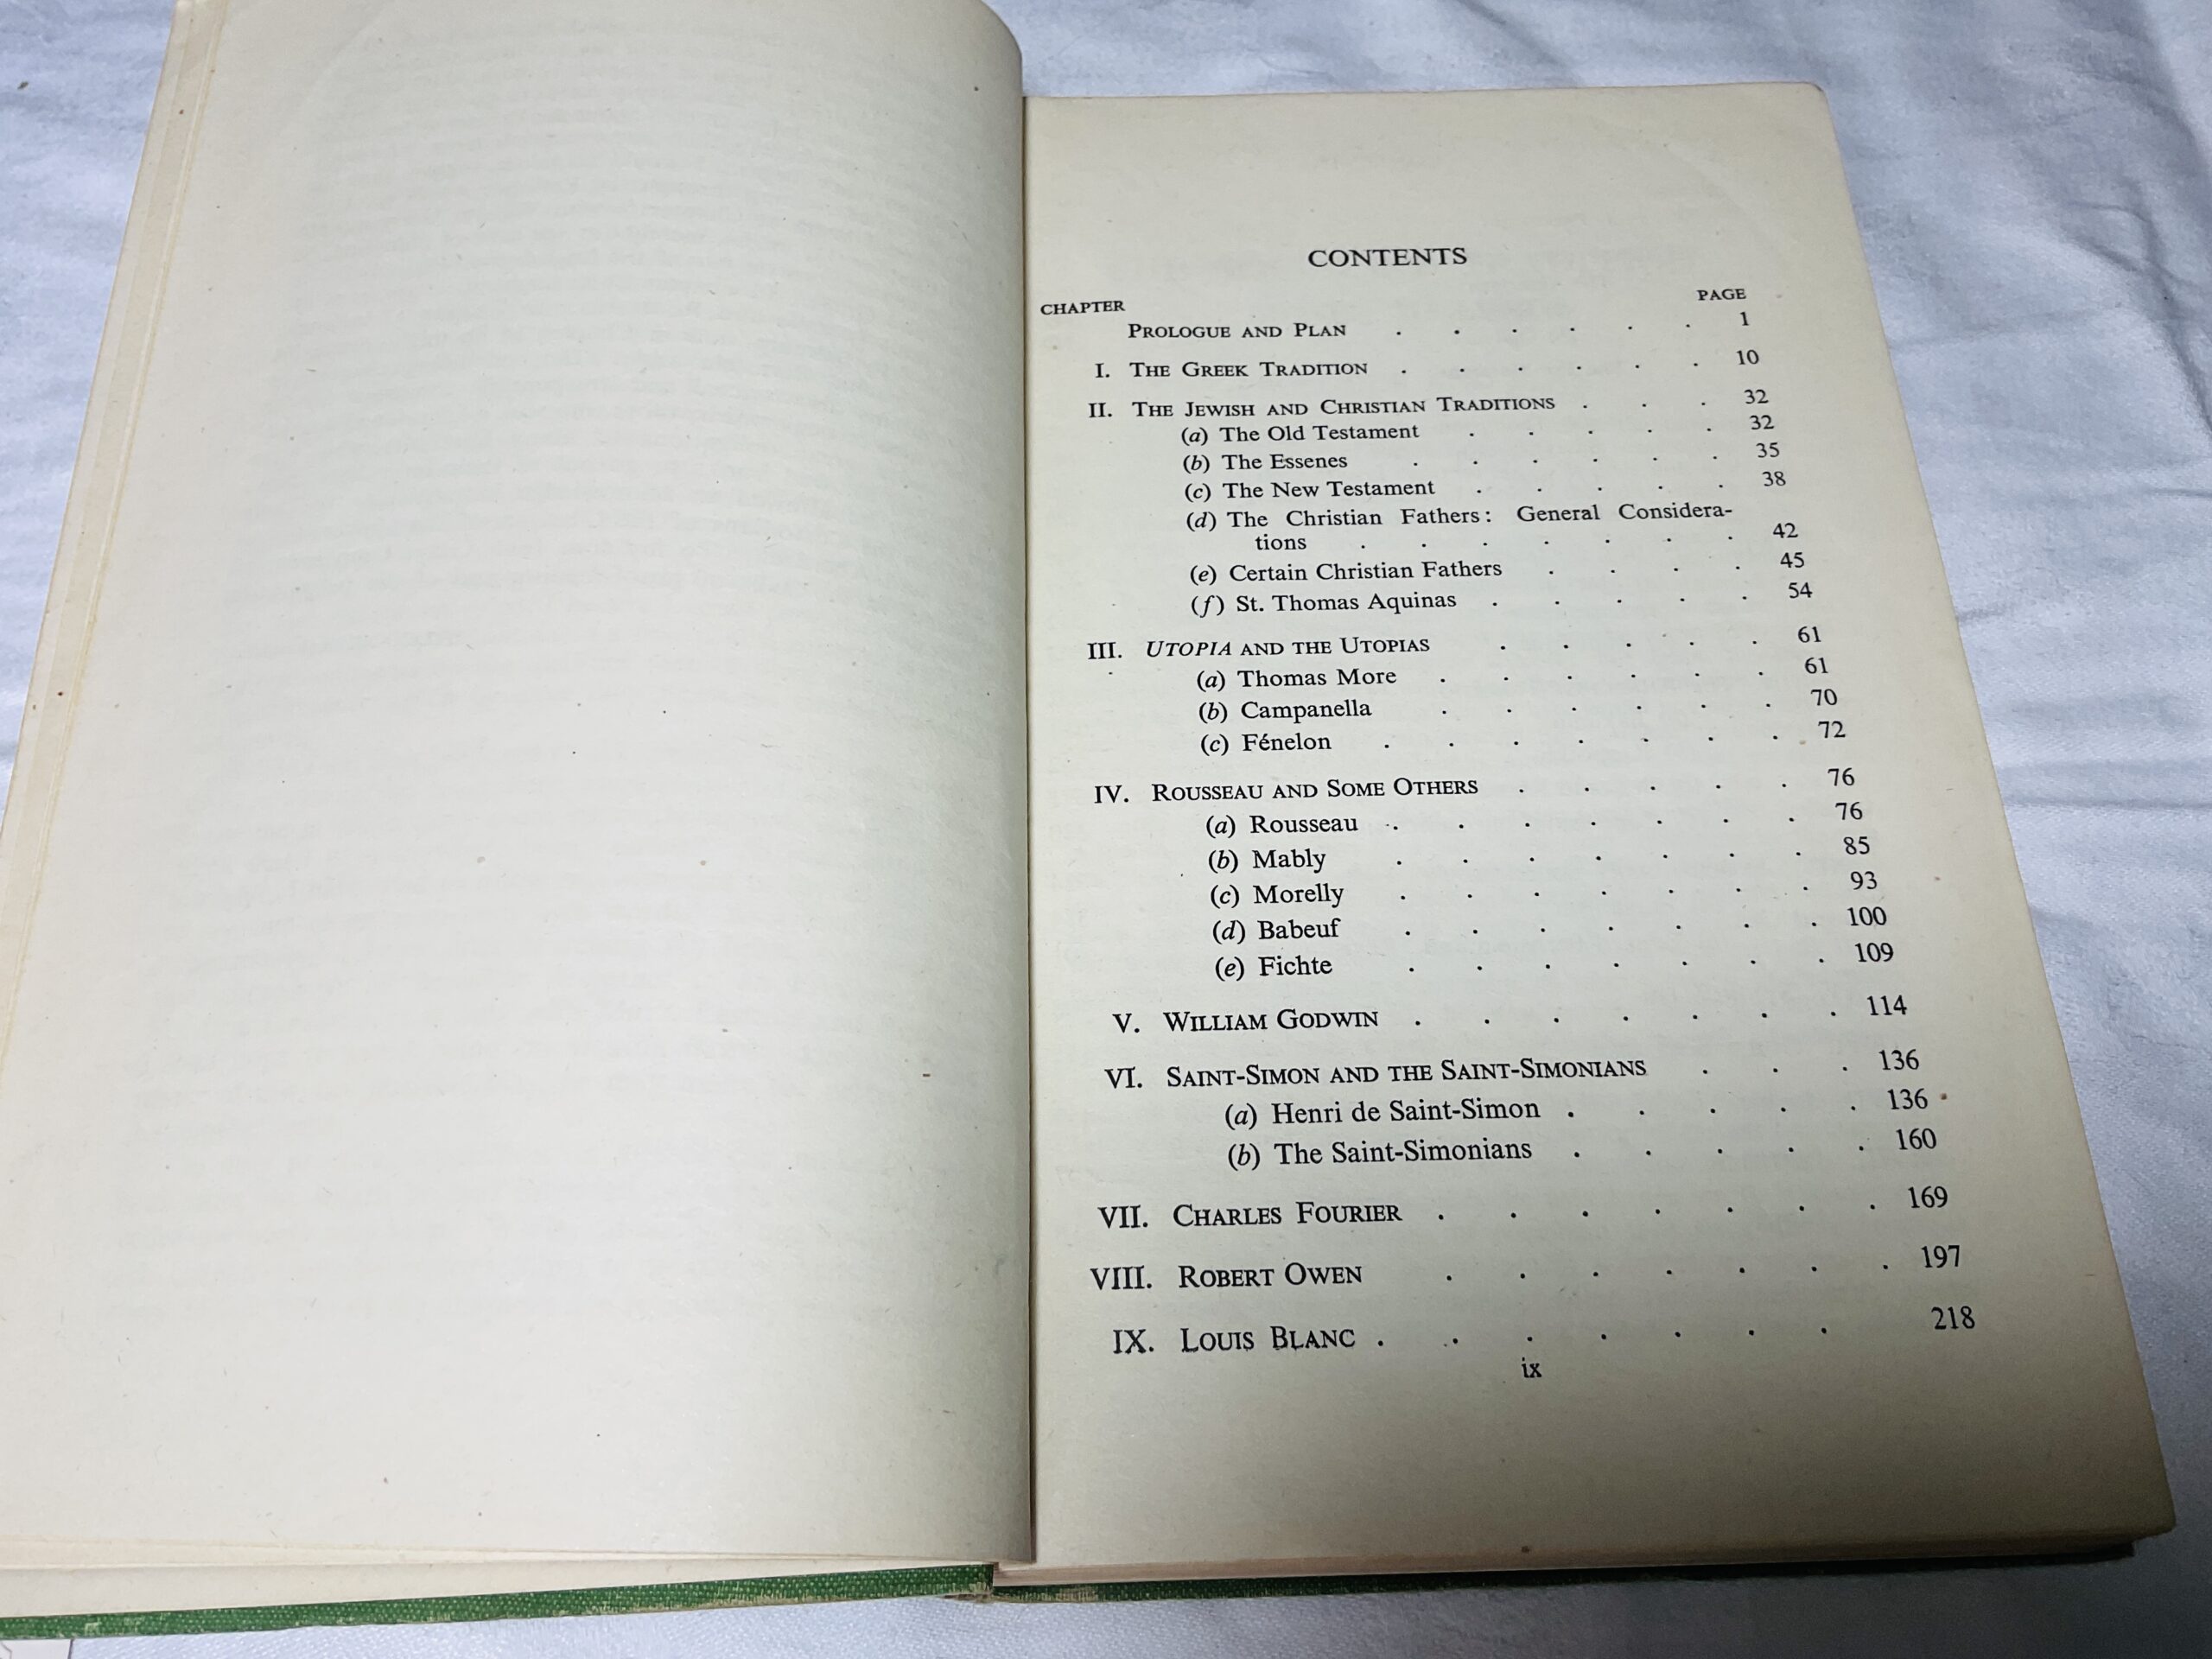 CONTENTS
CHAPTER PAGE
PROLOGUE AND PLAN . . . . . . 1
I. THE GREEK TRADITION . . . . . . 10
II. THE JEWISH AND CHRISTIAN TRADITIONS . . . 32
(a) The Old Testament . . . . . 32
(b) The Essenes . . . . . . 35
(c) The New Testament . . . . . 38
(d) The Christian Fathers: General Considera-
tions . . . . . . . 42
(e) Certain Christian Fathers . . . . 45
(f) St. Thomas Aquinas . . . . . 54
III. UTOPIA AND THE UTOPIAS . . . . . 61
(a) Thomas More . . . . . . 61
(b) Campanella . . . . . . 70
(c) Fénelon . . . . . . . 72
IV. ROUSSEAU AND SOME OTHERS . . . . . 76
(a) Rousseau . . . . . . . 76
(b) Mably . . . . . . . 85
(c) Morelly . . . . . . . 93
(d) Babeuf . . . . . . . 100
(e) Fichte . . . . . . . 109
V. WILLIAM GODWIN . . . . . . . 114
VI. SAINT-SIMON AND THE SAINT-SIMONIANS . . . 136
(a) Henri de Saint-Simon . . . . . 136
(b) The Saint-Simonians . . . . . 160
VII. CHARLES FOURIER . . . . . . . 169
VIII. ROBERT OWEN . . . . . . . 197
IX. LOUIS BLANC . . . . . . . 218
ix